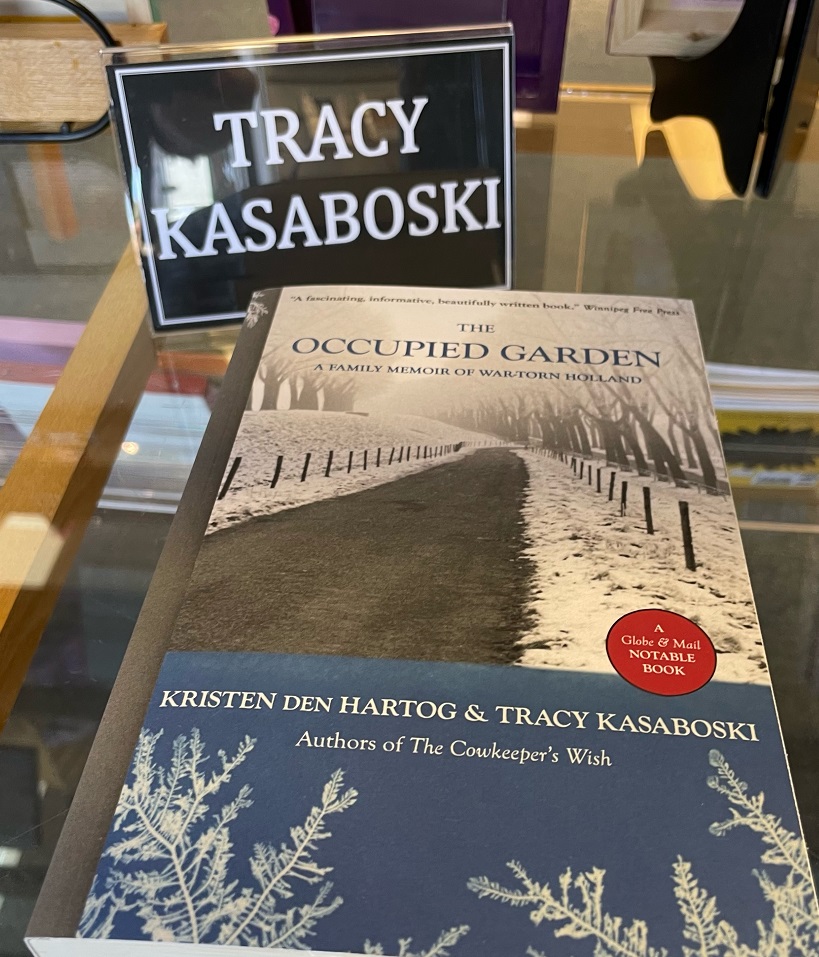 TRACY
KASABOSKI
"A fascinating, informative, beautifully written book." Winnipeg Free Press
THE
OCCUPIED GARDEN
A FAMILY MEMOIR OF WAR-TORN HOLLAND
A
Globe & Mail
NOTABLE
BOOK
KRISTEN DEN HARTOG & TRACY KASABOSKI
Authors of The Cowkeeper's Wish